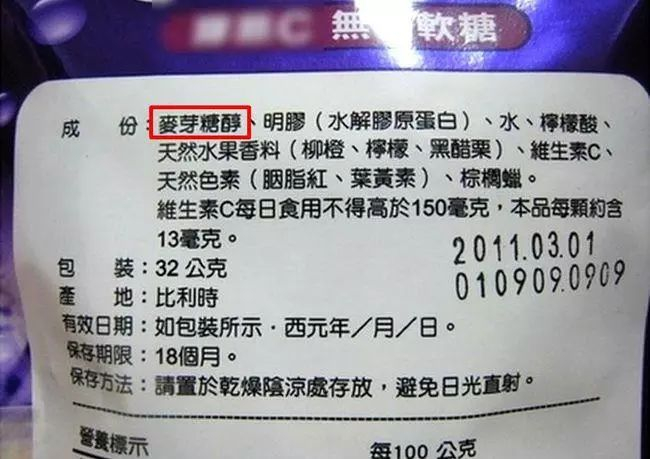 C 無 軟糖
成 份：麥芽糖醇、明膠（水解膠原蛋白）、水、檸檬酸、
天然水果香料（柳橙、檸檬、黑醋栗）、維生素C、
天然色素（胭脂紅、葉黃素）、棕櫚蠟。
維生素C每日食用不得高於150毫克，本品每顆約含
13毫克。
2011.03.01
包 裝：32公克
010909.0909
產 地：比利時
有效日期：如包裝所示‧西元年／月／日。
保存期限：18個月。
保存方法：請置於乾燥陰涼處存放，避免日光直射。
營養標示 每100公克